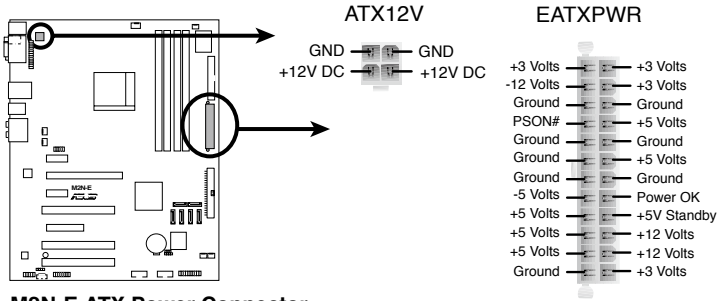 ATX12V
EATXPWR
GND GND
+12V DC +12V DC
+3 Volts +3 Volts
-12 Volts +3 Volts
Ground Ground
PSON# +5 Volts
Ground Ground
Ground +5 Volts
Ground Ground
-5 Volts Power OK
+5 Volts +5V Standby
+5 Volts +12 Volts
+5 Volts +12 Volts
Ground +3 Volts
M2N-E
ASUS
M2N-E ATX Power Connector